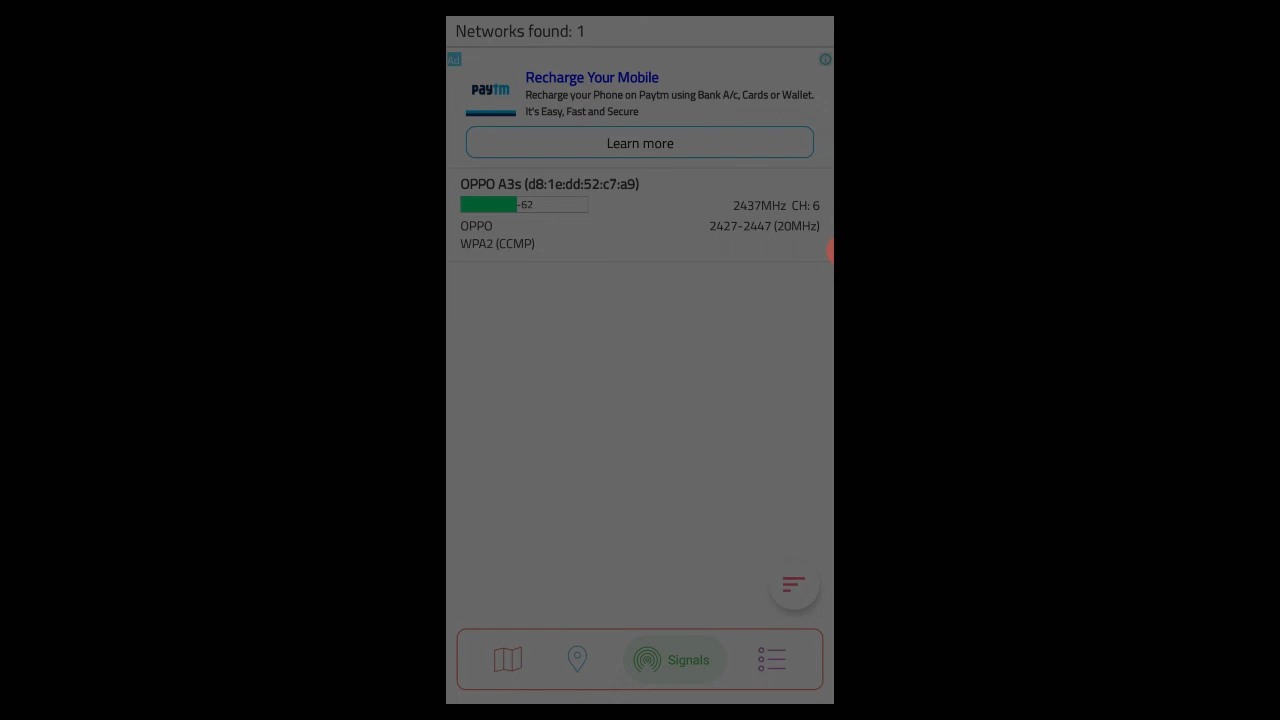 Networks found: 1
Ad
paytm
Recharge Your Mobile
Recharge your Phone on Paytm using Bank A/c, Cards or Wallet.
It's Easy, Fast and Secure
Learn more
OPPO A3s (d8:1e:dd:52:c7:a9)
-62
2437MHz CH: 6
OPPO
2427-2447 (20MHz)
WPA2 (CCMP)
Signals